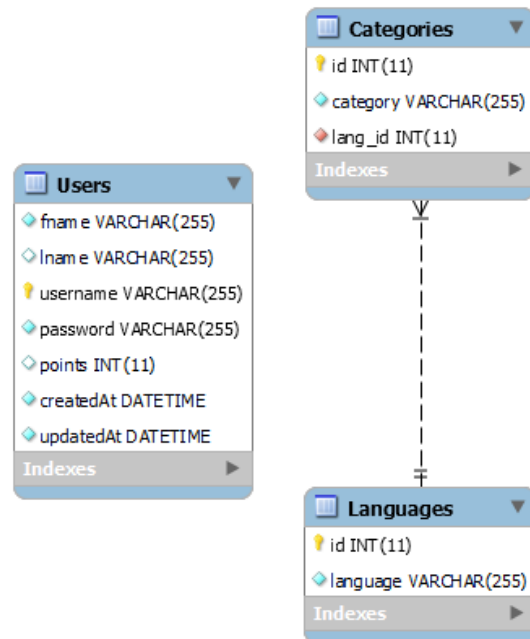 Categories
id INT(11)
category VARCHAR(255)
lang_id INT(11)
Indexes
Users
fname VARCHAR(255)
lname VARCHAR(255)
username VARCHAR(255)
password VARCHAR(255)
points INT(11)
createdAt DATETIME
updatedAt DATETIME
Indexes
Languages
id INT(11)
language VARCHAR(255)
Indexes